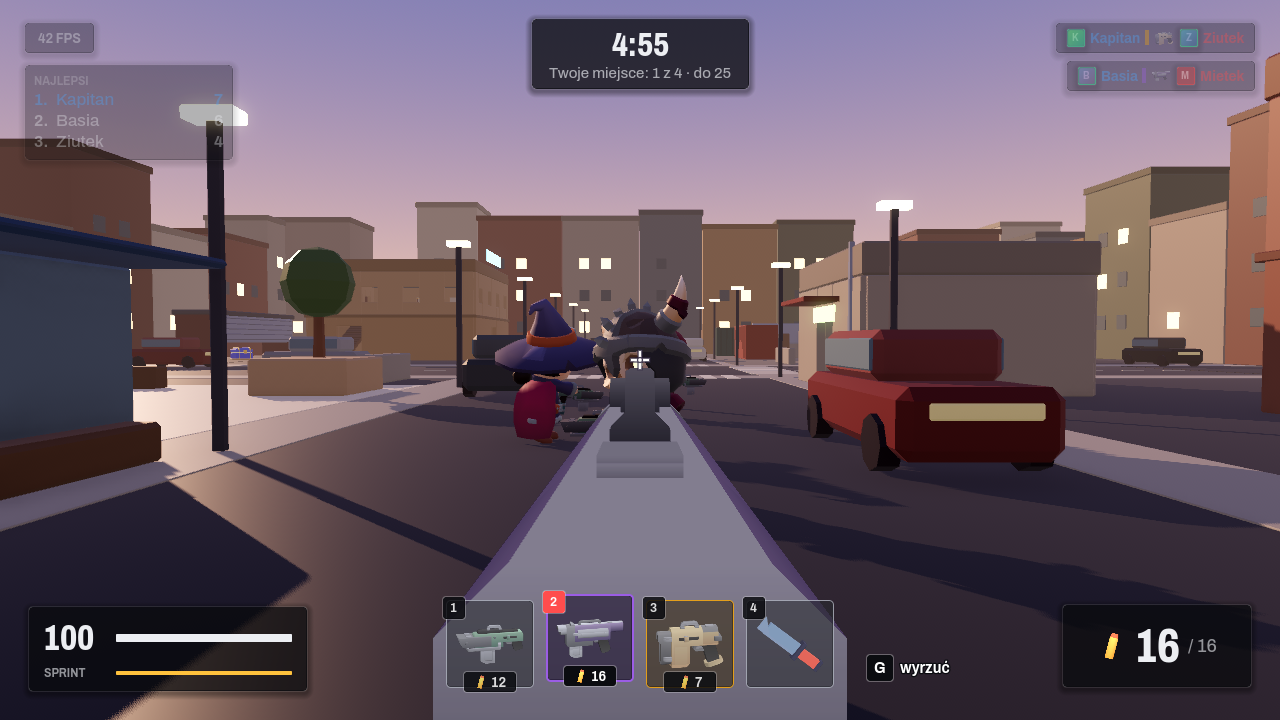 42 FPS
NAJLEPSI
1. Kapitan 7
2. Basia 6
3. Ziutek 4
4:55
Twoje miejsce: 1 z 4 · do 25
K Kapitan Z Ziutek
B Basia M Mietek
100
SPRINT
1 12
2 16
3 7
4
G wyrzuć
16 / 16